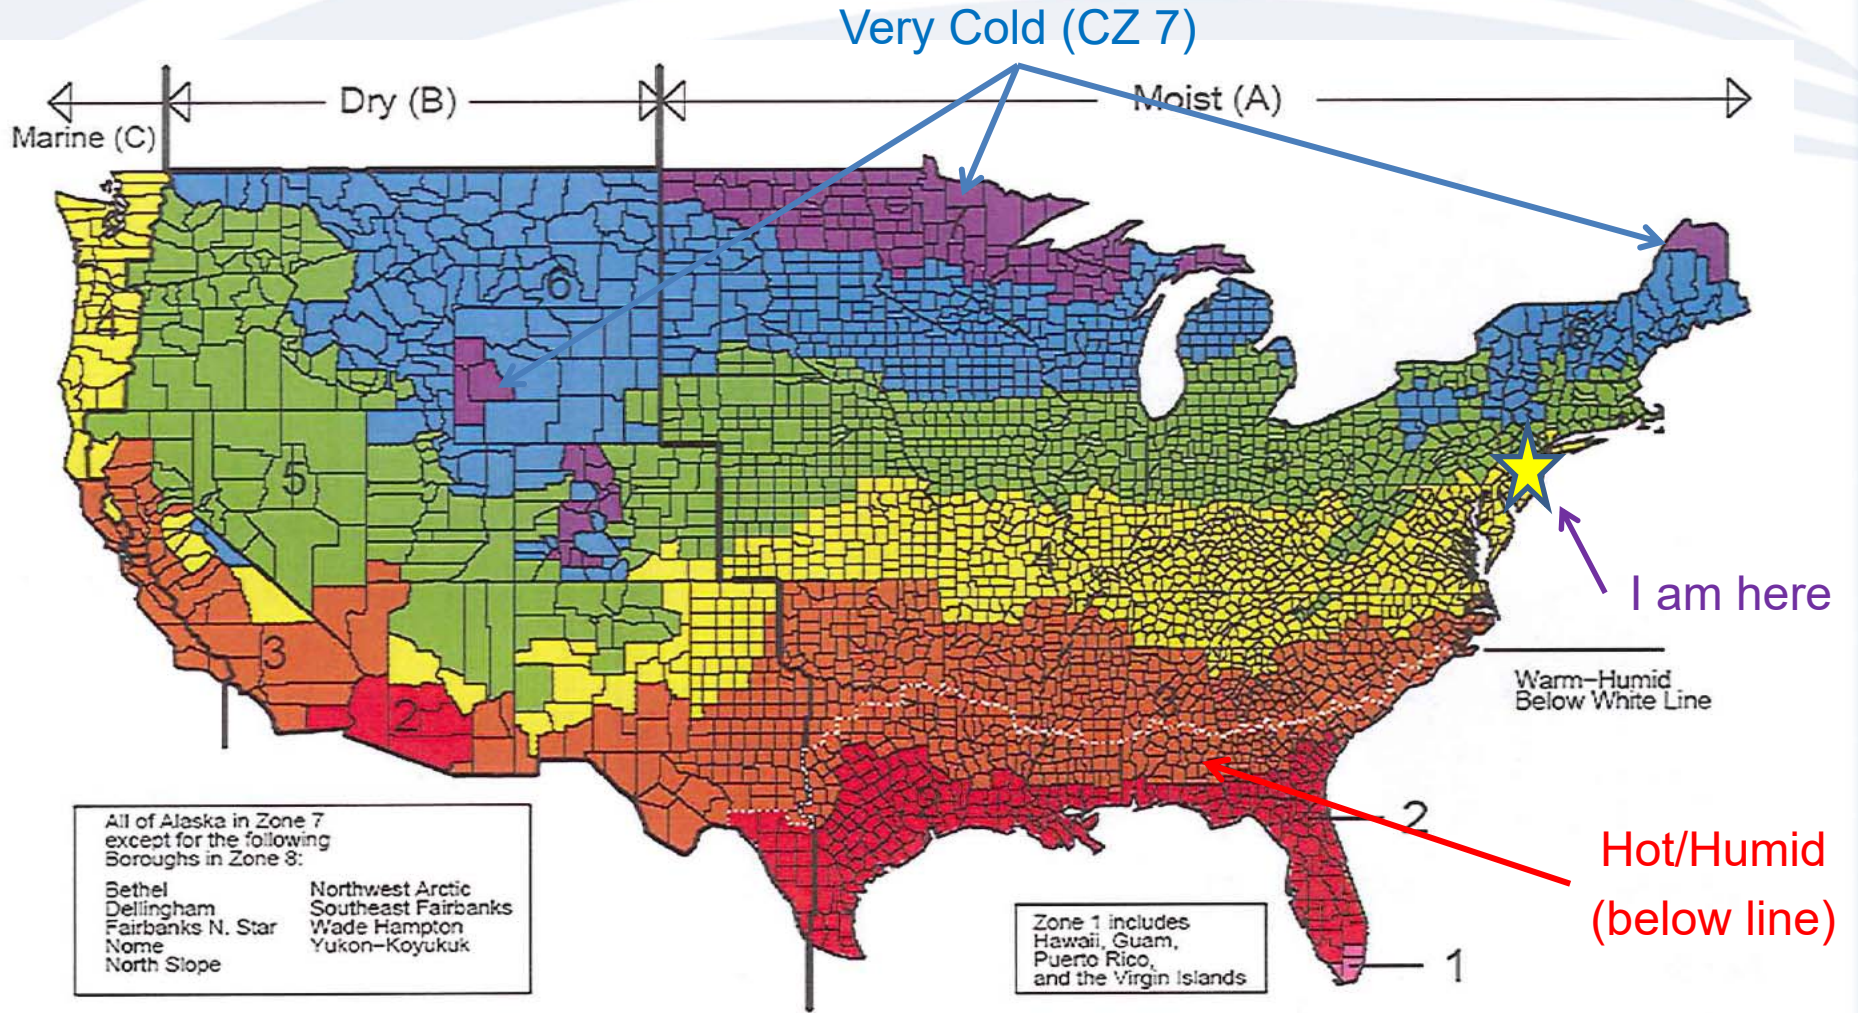 Very Cold (CZ 7)
Dry (B)
Moist (A)
Marine (C)
6
6
4
5
5
4
3
2
I am here
Warm-Humid
Below White Line
2
Hot/Humid
(below line)
1
All of Alaska in Zone 7
except for the following
Boroughs in Zone 8:
Bethel
Northwest Arctic
Dellingham
Southeast Fairbanks
Fairbanks N. Star
Wade Hampton
Nome
Yukon-Koyukuk
North Slope
Zone 1 includes
Hawaii, Guam,
Puerto Rico,
and the Virgin Islands